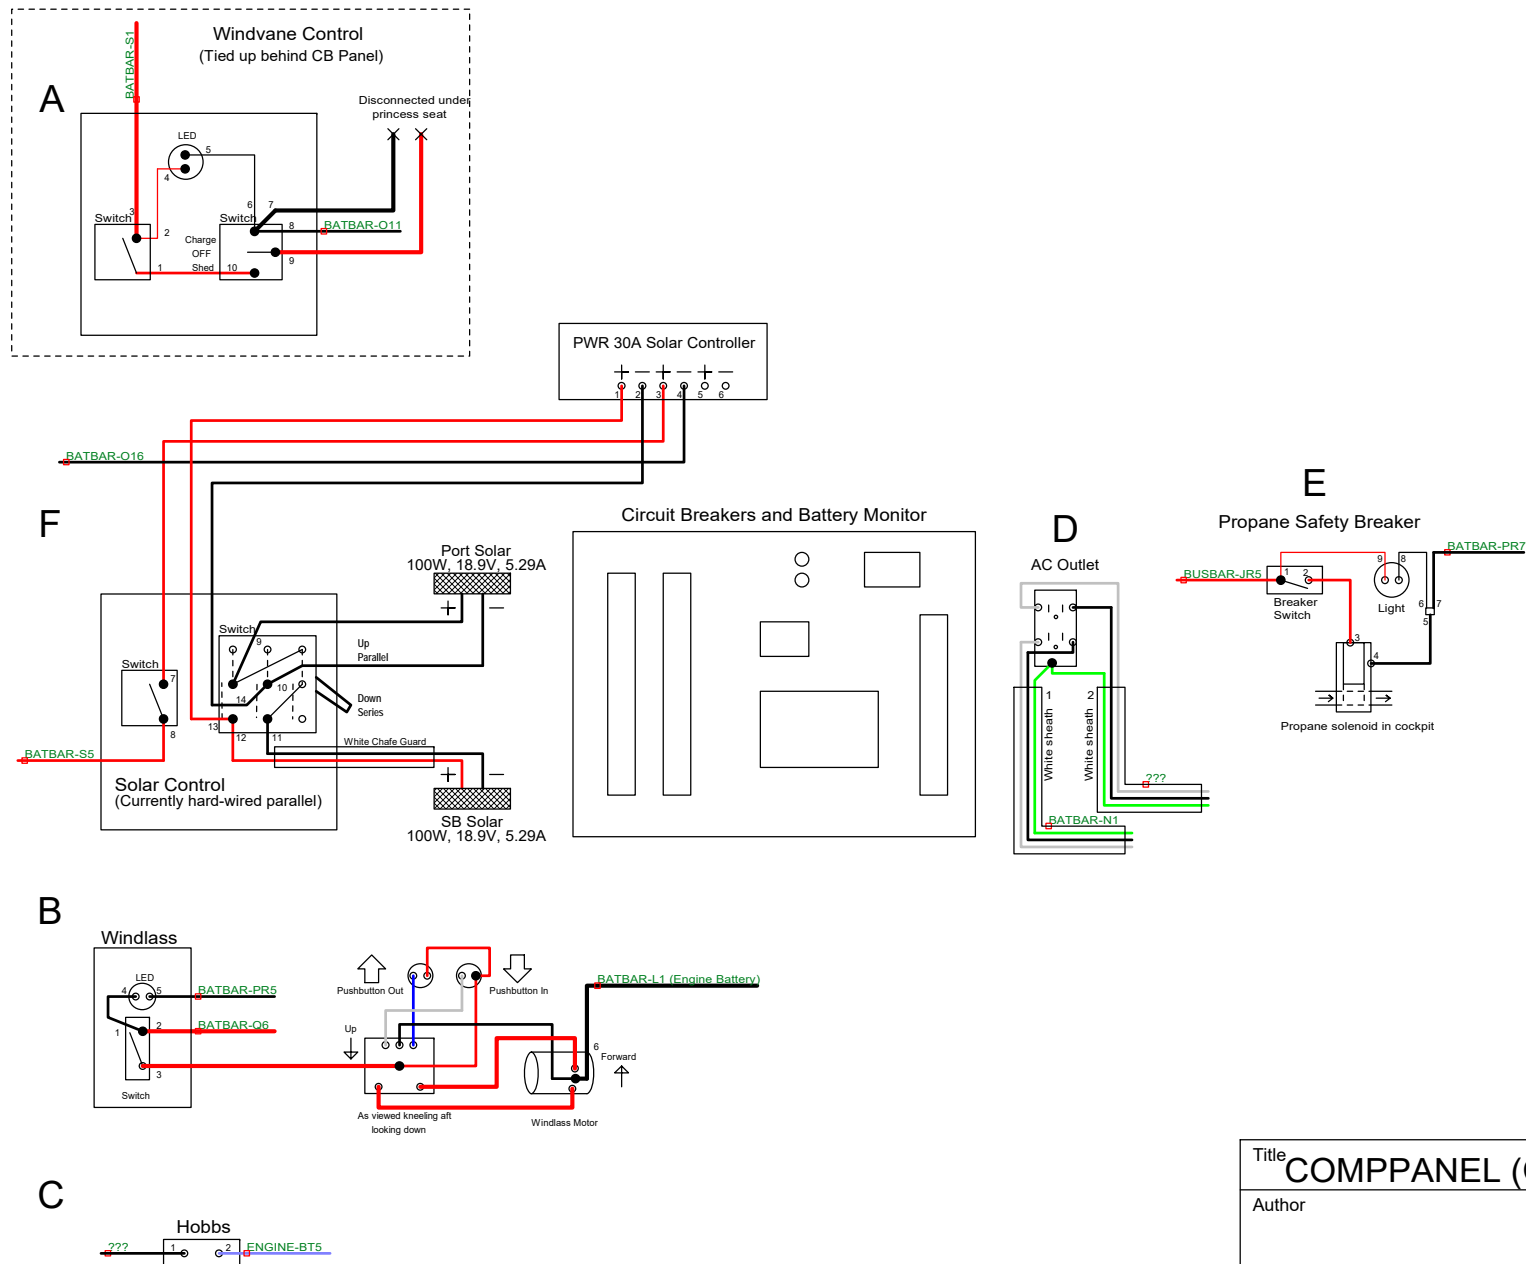 A
BATBAR-S1
Windvane Control
(Tied up behind CB Panel)
Disconnected under
princess seat
LED
5
4
Switch
3
2
1
Switch
6
7
8
BATBAR-O11
Charge
OFF
Shed
10
9
PWR 30A Solar Controller
+ − + − + −
1 2 3 4 5 6
BATBAR-O16
F
Port Solar
100W, 18.9V, 5.29A
+ −
Switch
9
Up
Parallel
10
14
Down
Series
13
12
11
Switch
7
8
BATBAR-S5
White Chafe Guard
+ −
SB Solar
100W, 18.9V, 5.29A
Solar Control
(Currently hard-wired parallel)
Circuit Breakers and Battery Monitor
D
AC Outlet
1
2
White sheath
White sheath
???
BATBAR-N1
E
Propane Safety Breaker
BATBAR-PR7
BUSBAR-JR5
1
2
Breaker
Switch
9
8
Light
6
7
5
3
4
Propane solenoid in cockpit
B
Windlass
LED
4
5
BATBAR-PR5
1
2
BATBAR-Q6
3
Switch
Pushbutton Out
Pushbutton In
Up
As viewed kneeling aft
looking down
BATBAR-L1 (Engine Battery)
6
Forward
Windlass Motor
C
Hobbs
???
1
2
ENGINE-BT5
Title
COMPPANEL (
Author